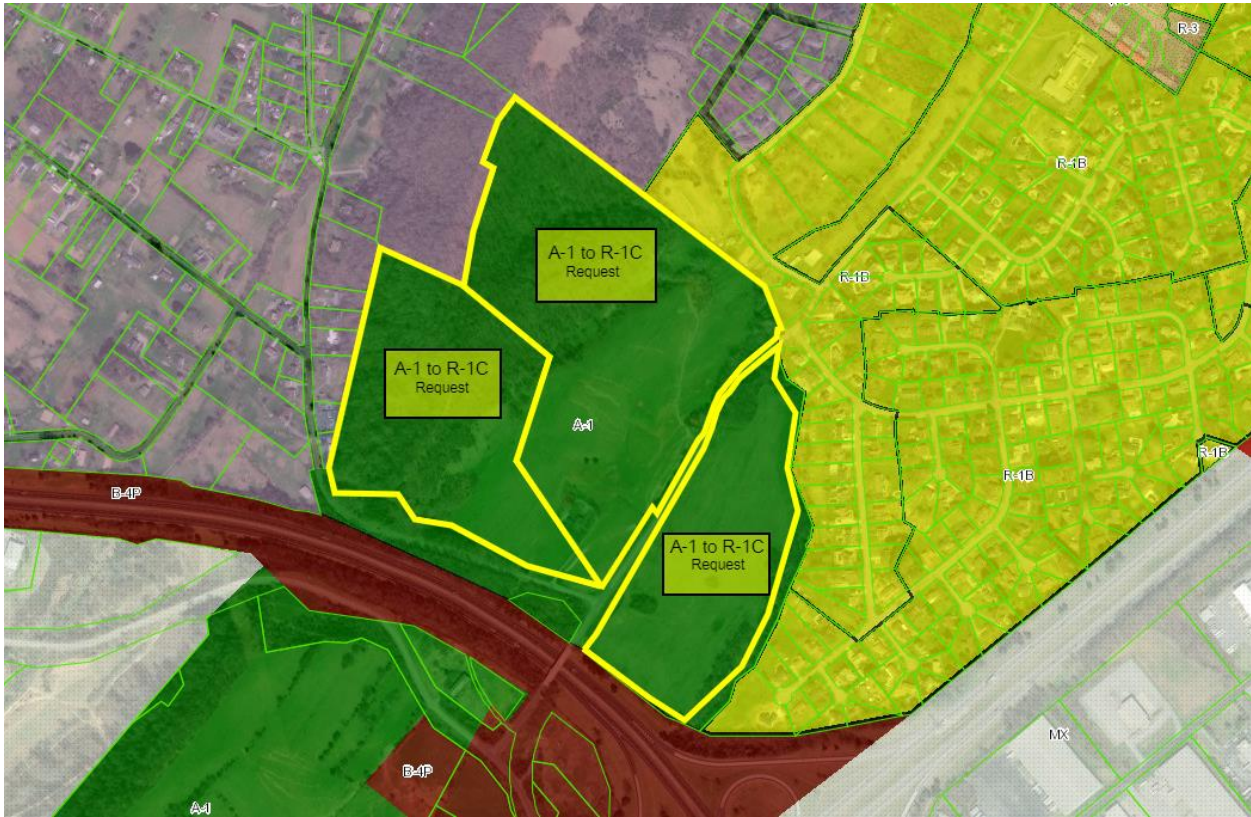 R-3
R-1B
A-1 to R-1C
Request
R-1B
A-1 to R-1C
Request
A-1
R-1B
R-1B
B-4P
A-1 to R-1C
Request
MX
B-4P
A-1